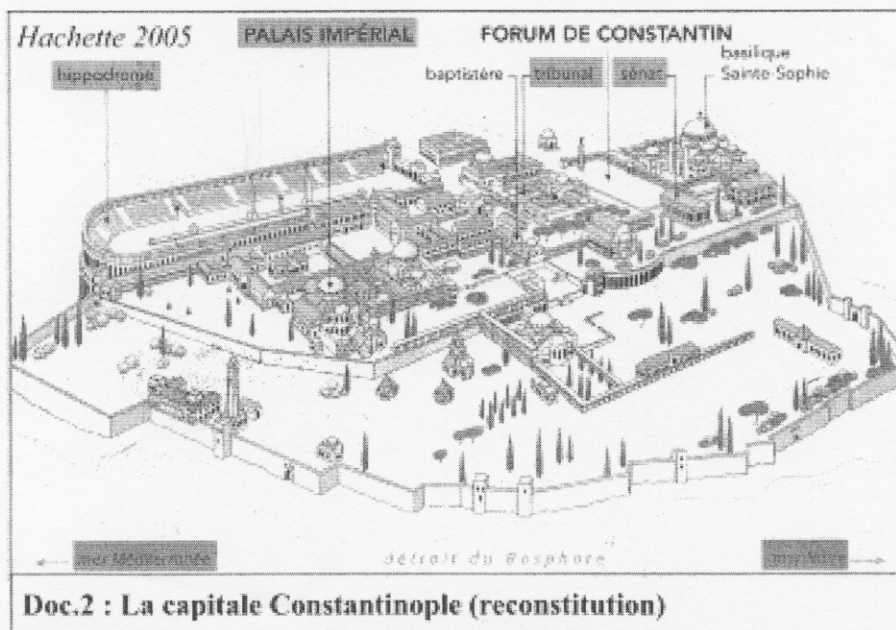 Hachette 2005
PALAIS IMPÉRIAL
FORUM DE CONSTANTIN
hippodrome
baptistére
tribunal
sénat
basilique
Sainte-Sophie
mer Méditerranée
détroit du Bosphore
mer Noire
Doc.2 : La capitale Constantinople (reconstitution)